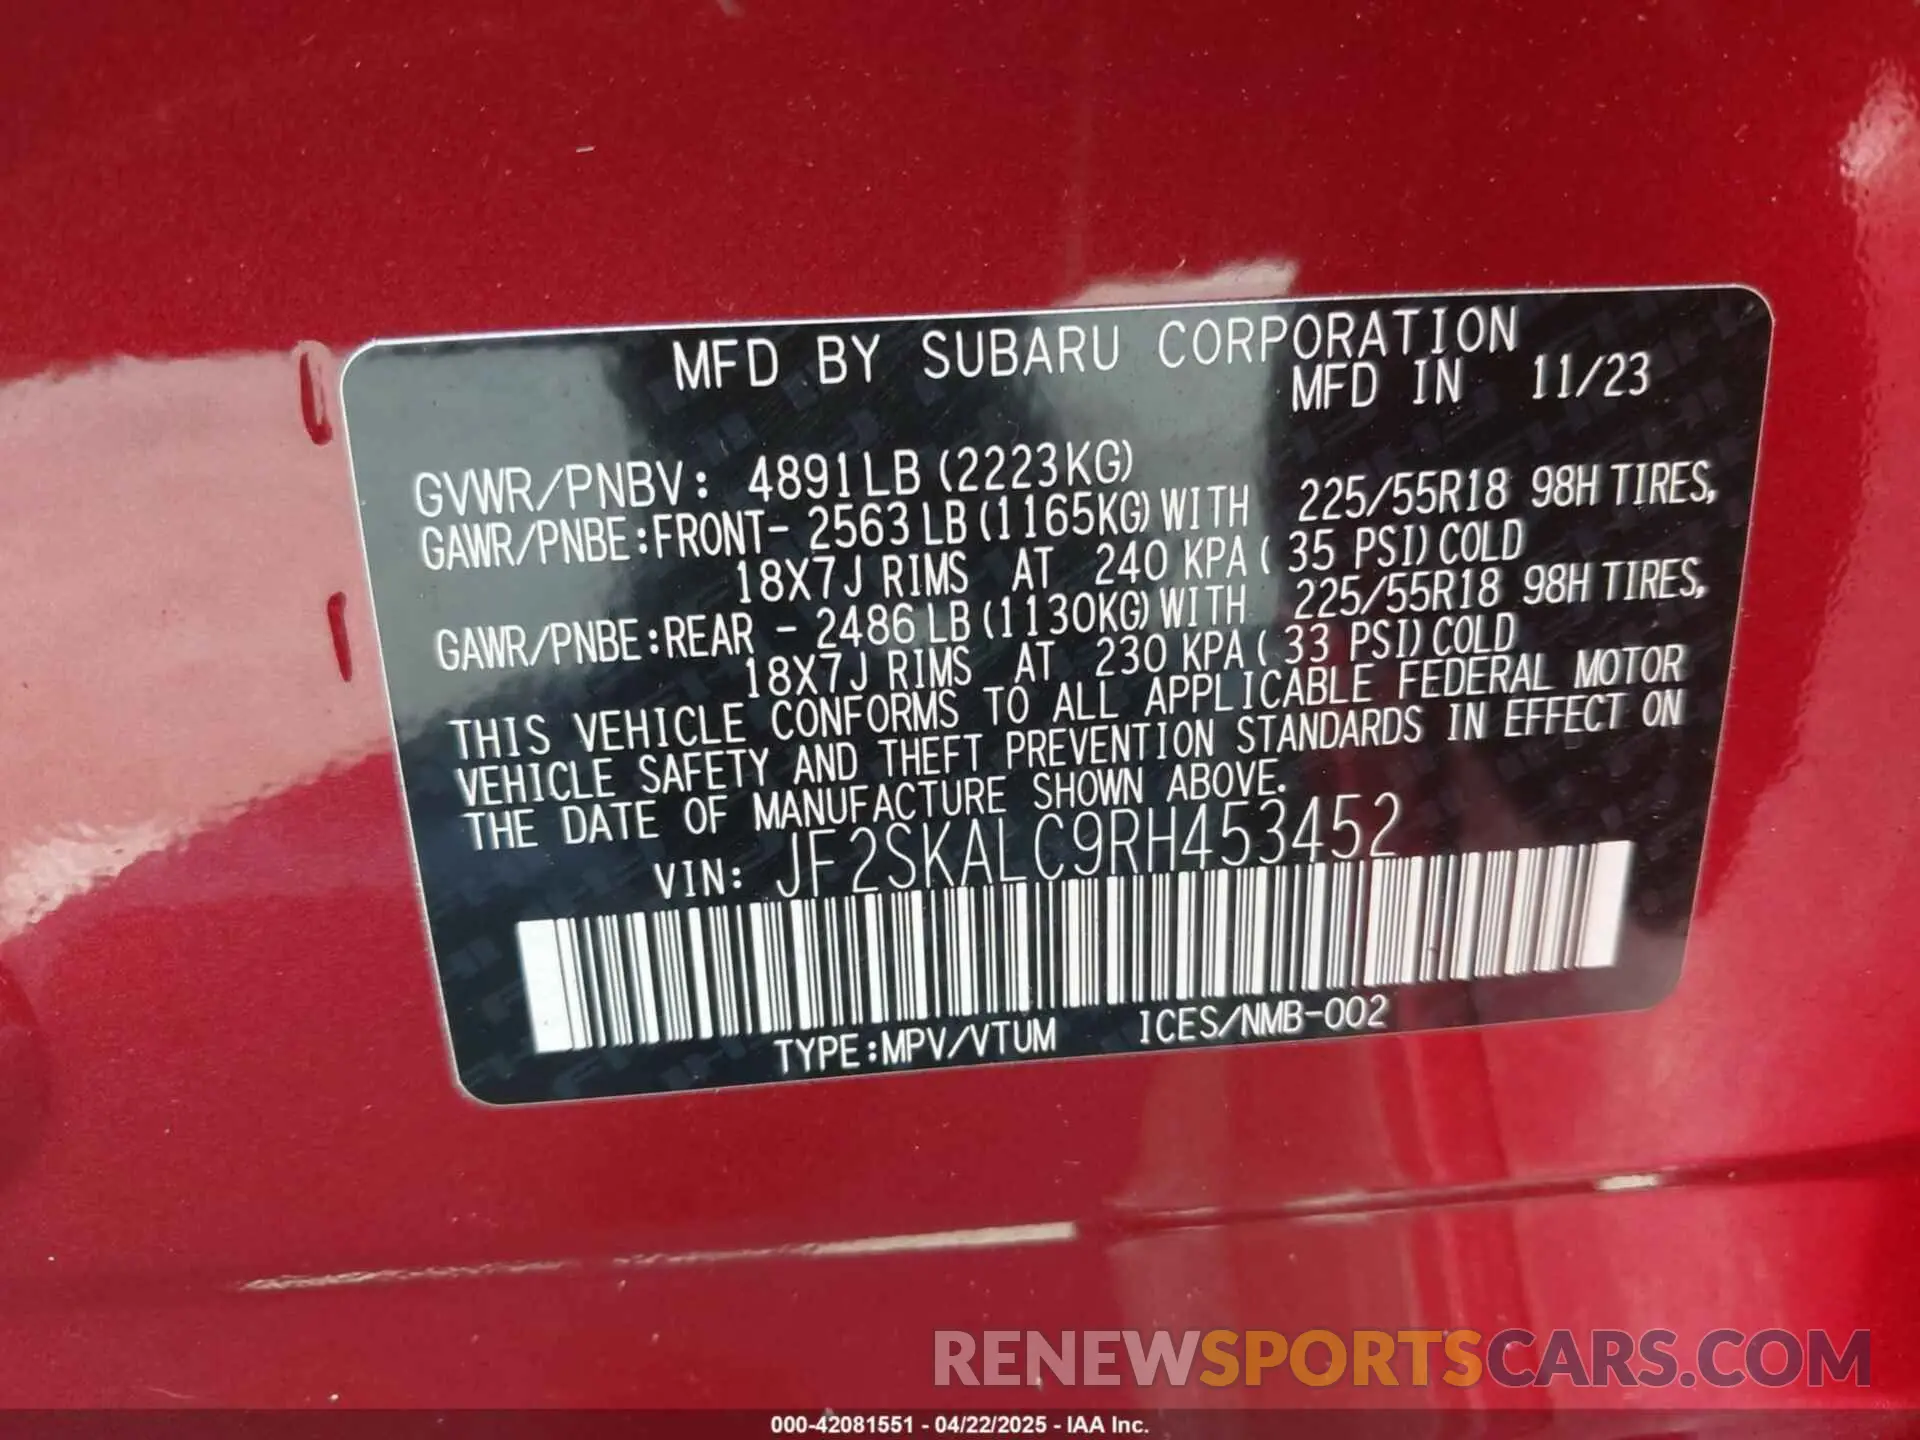 MFD BY SUBARU CORPORATION
MFD IN 11/23
GVWR/PNBV: 4891LB (2223KG)
GAWR/PNBE:FRONT- 2563 LB (1165KG) WITH 225/55R18 98H TIRES,
18X7J RIMS AT 240 KPA ( 35 PSI) COLD
GAWR/PNBE:REAR - 2486 LB (1130KG) WITH 225/55R18 98H TIRES,
18X7J RIMS AT 230 KPA ( 33 PSI) COLD
THIS VEHICLE CONFORMS TO ALL APPLICABLE FEDERAL MOTOR
VEHICLE SAFETY AND THEFT PREVENTION STANDARDS IN EFFECT ON
THE DATE OF MANUFACTURE SHOWN ABOVE.
VIN: JF2SKALC9RH453452
TYPE:MPV/VTUM ICES/NMB-002
RENEWSPORTSCARS.COM
000-42081551 - 04/22/2025 - IAA Inc.